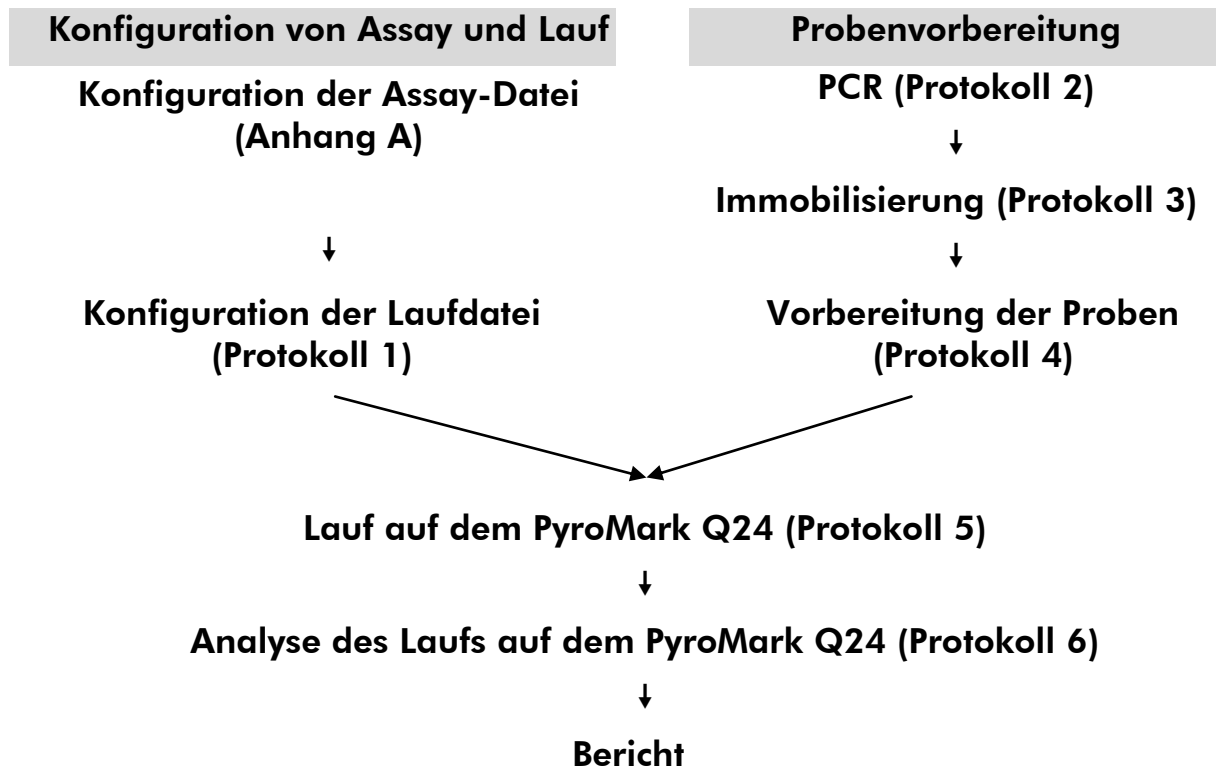 Konfiguration von Assay und Lauf
Konfiguration der Assay-Datei
(Anhang A)
Konfiguration der Laufdatei
(Protokoll 1)
Probenvorbereitung
PCR (Protokoll 2)
Immobilisierung (Protokoll 3)
Vorbereitung der Proben
(Protokoll 4)
Lauf auf dem PyroMark Q24 (Protokoll 5)
Analyse des Laufs auf dem PyroMark Q24 (Protokoll 6)
Bericht